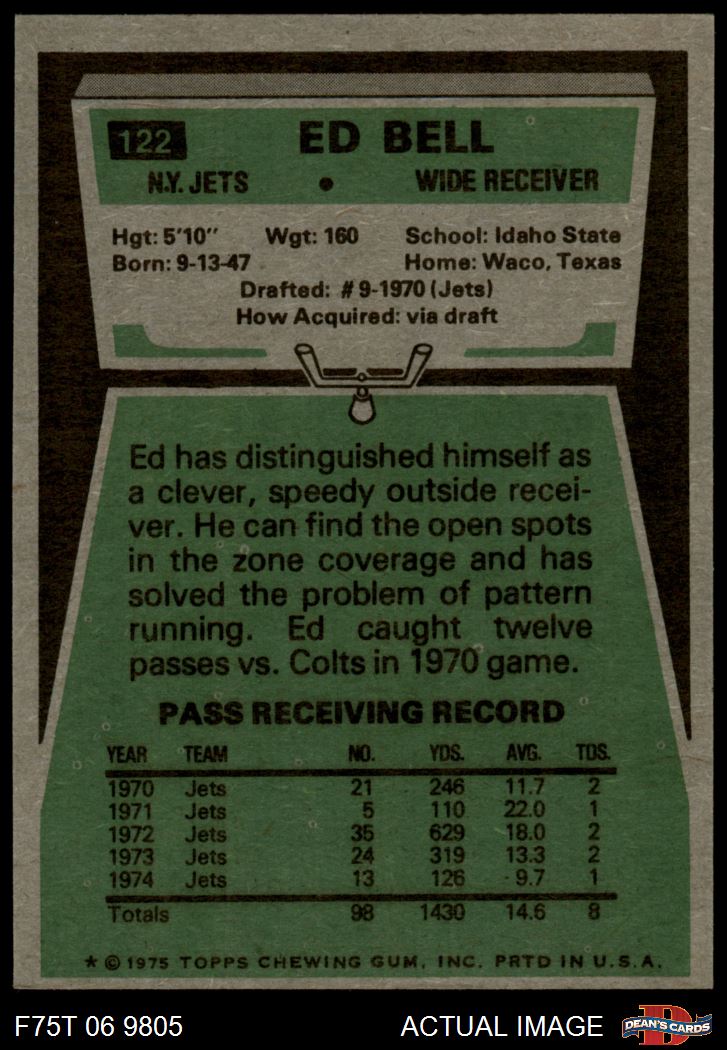 122 ED BELL
N.Y. JETS • WIDE RECEIVER
Hgt: 5'10" Wgt: 160 School: Idaho State
Born: 9-13-47 Home: Waco, Texas
Drafted: #9-1970 (Jets)
How Acquired: via draft
Ed has distinguished himself as
a clever, speedy outside recei-
ver. He can find the open spots
in the zone coverage and has
solved the problem of pattern
running. Ed caught twelve
passes vs. Colts in 1970 game.
PASS RECEIVING RECORD
YEAR TEAM NO. YDS. AVG. TDS.
1970 Jets 21 246 11.7 2
1971 Jets 5 110 22.0 1
1972 Jets 35 629 18.0 2
1973 Jets 24 319 13.3 2
1974 Jets 13 126 9.7 1
Totals 98 1430 14.6 8
* © 1975 TOPPS CHEWING GUM, INC. PRTD IN U.S.A.
F75T 06 9805 ACTUAL IMAGE D DEAN'S CARDS